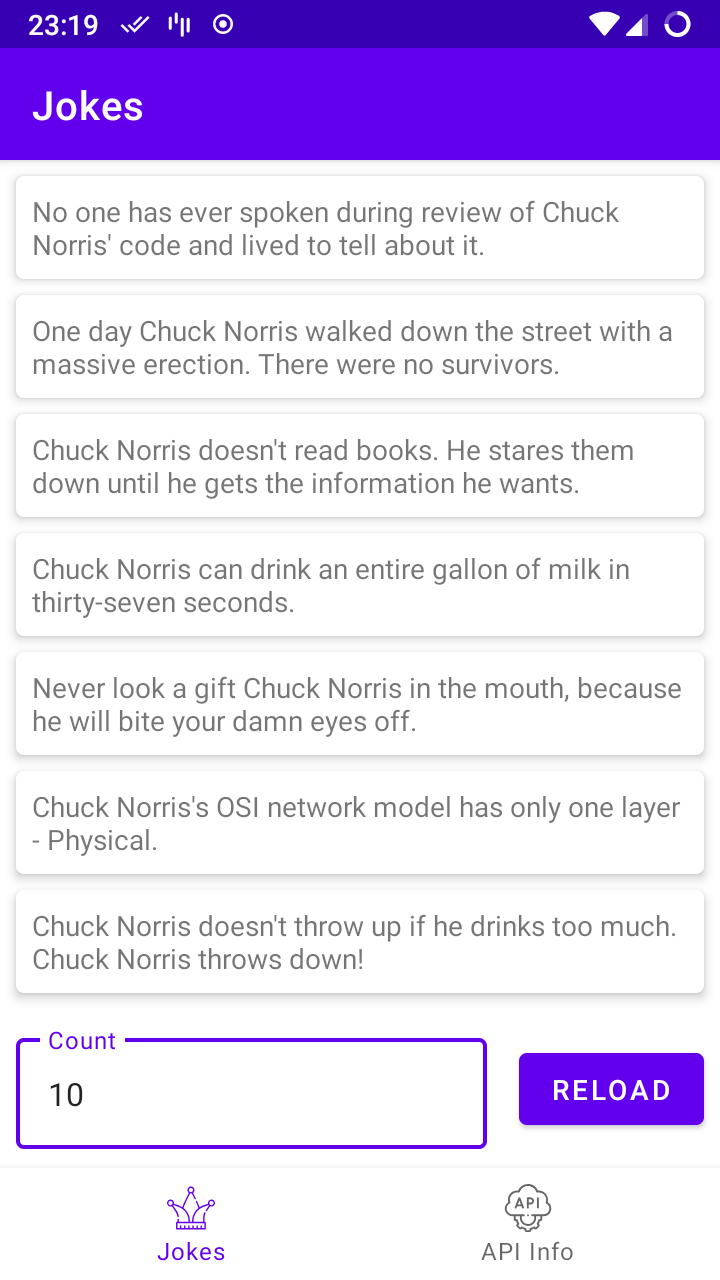 23:19
Jokes
No one has ever spoken during review of Chuck
Norris' code and lived to tell about it.
One day Chuck Norris walked down the street with a
massive erection. There were no survivors.
Chuck Norris doesn't read books. He stares them
down until he gets the information he wants.
Chuck Norris can drink an entire gallon of milk in
thirty-seven seconds.
Never look a gift Chuck Norris in the mouth, because
he will bite your damn eyes off.
Chuck Norris's OSI network model has only one layer
- Physical.
Chuck Norris doesn't throw up if he drinks too much.
Chuck Norris throws down!
Count
10
RELOAD
Jokes
API
API Info